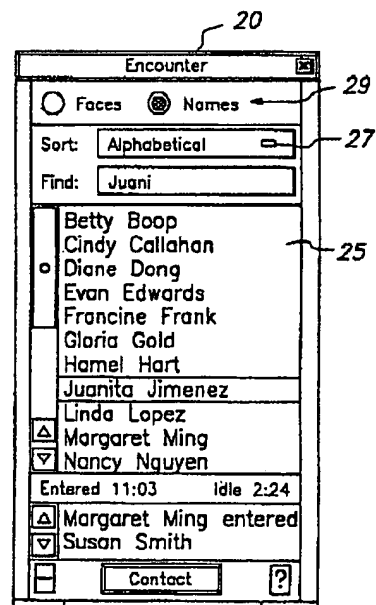 20
Encounter
Faces Names 29
Sort: Alphabetical 27
Find: Juani
Betty Boop
Cindy Callahan 25
Diane Dong
Evan Edwards
Francine Frank
Gloria Gold
Hamel Hart
Juanita Jimenez
Linda Lopez
Margaret Ming
Nancy Nguyen
Entered 11:03 Idle 2:24
Margaret Ming entered
Susan Smith
Contact ?